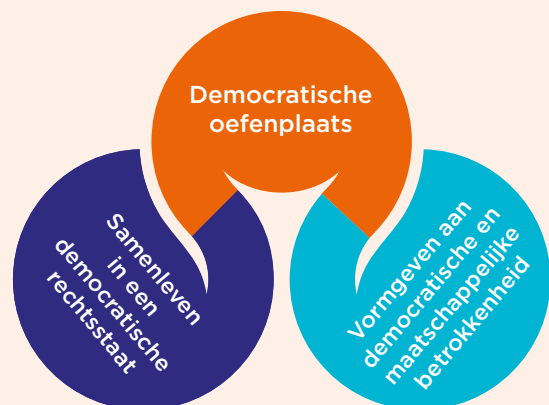 Democratische
oefenplaats
Samenleven
in een
democratische
rechtsstaat
Vormgeven aan
democratische en
maatschappelijke
betrokkenheid